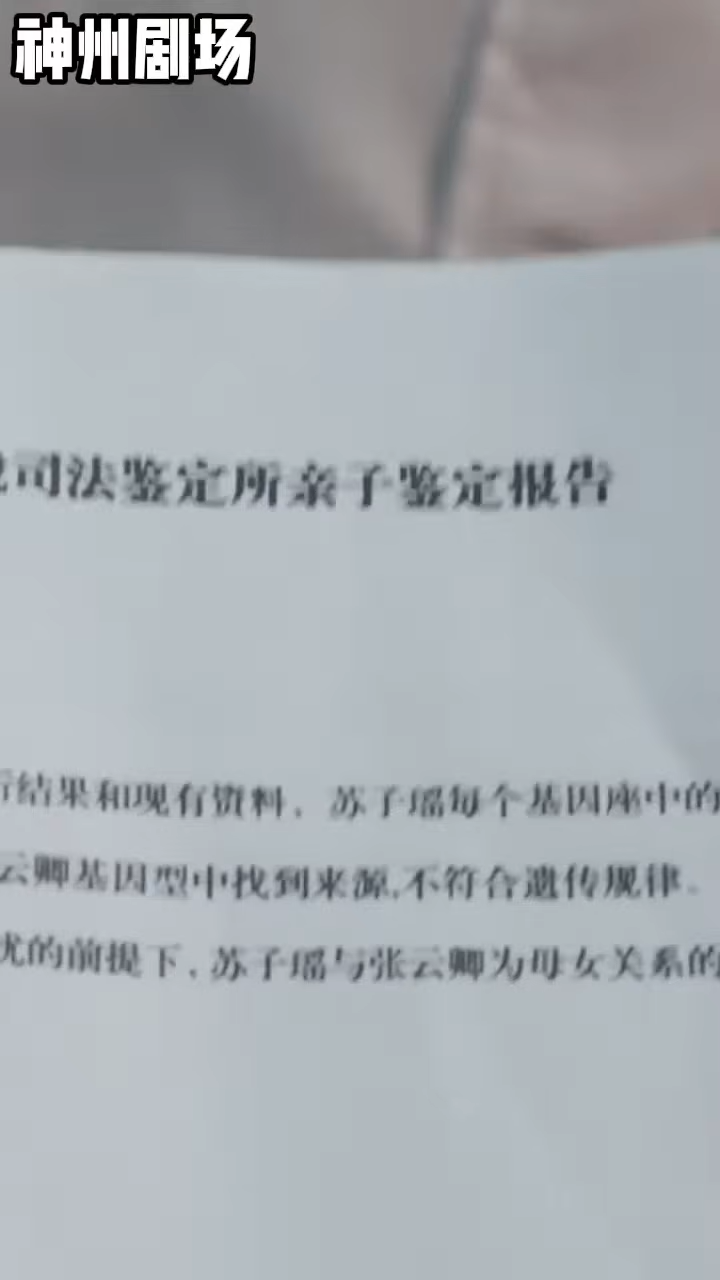 神州剧场
司法鉴定所亲子鉴定报告
结果和现有资料，苏子瑶每个基因座中的
云卿基因型中找到来源,不符合遗传规律。
扰的前提下，苏子瑶与张云卿为母女关系的